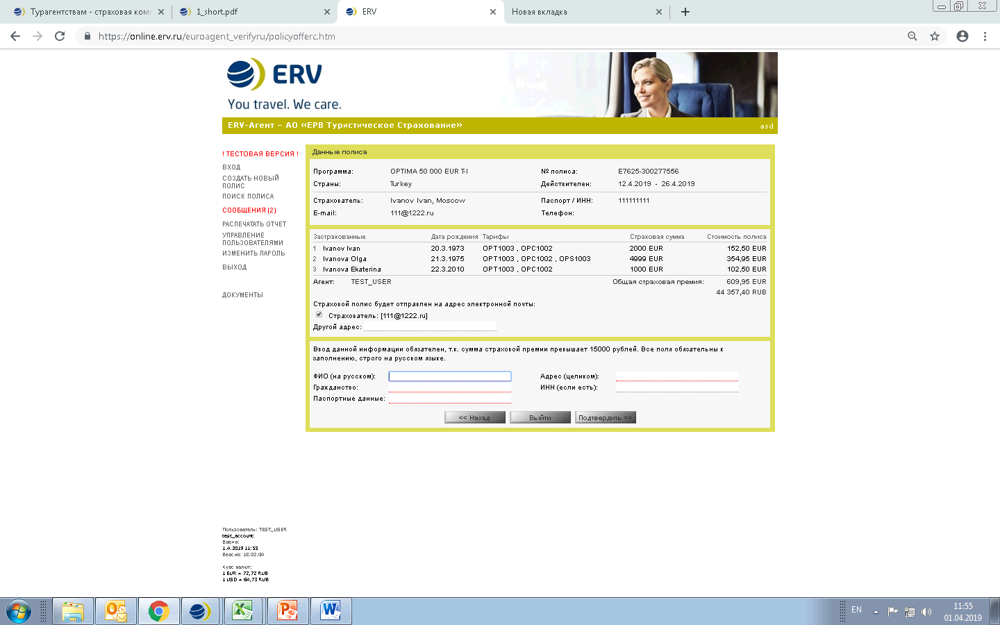 Турагентствам - страховая комп
1_short.pdf
ERV
Новая вкладка
https://online.erv.ru/euroagent_verifyru/policyofferc.htm
ERV
You travel. We care.
ERV-Агент – АО «ЕРВ Туристическое Страхование»
asd
! ТЕСТОВАЯ ВЕРСИЯ !
ВХОД
СОЗДАТЬ НОВЫЙ
ПОЛИС
ПОИСК ПОЛИСА
СООБЩЕНИЯ (2)
РАСПЕЧАТАТЬ ОТЧЕТ
УПРАВЛЕНИЕ
ПОЛЬЗОВАТЕЛЯМИ
ИЗМЕНИТЬ ПАРОЛЬ
ВЫХОД
ДОКУМЕНТЫ
Данные полиса
Программа: OPTIMA 50 000 EUR T-I № полиса: E7625-300277556
Страны: Turkey Действителен: 12.4.2019 - 26.4.2019
Страхователь: Ivanov Ivan, Moscow Паспорт / ИНН: 111111111
E-mail: 111@1222.ru Телефон:
Застрахованные Дата рождения Тарифы Страховая сумма Стоимость полиса
1 Ivanov Ivan 20.3.1973 OPT1003 , OPC1002 2000 EUR 152,50 EUR
2 Ivanova Olga 21.3.1975 OPT1003 , OPC1002 , OPS1003 4999 EUR 354,95 EUR
3 Ivanova Ekaterina 22.3.2010 OPT1003 , OPC1002 1000 EUR 102,50 EUR
Агент: TEST_USER Общая страховая премия: 609,95 EUR
44 357,40 RUB
Страховой полис будет отправлен на адрес электронной почты:
Страхователь: [111@1222.ru]
Другой адрес:
Ввод данной информации обязателен, т.к. сумма страховой премии превышает 15000 рублей. Все поля обязательны к
заполнению, строго на русском языке.
ФИО (на русском): Адрес (целиком):
Гражданство: ИНН (если есть):
Паспортные данные:
<< Назад Выйти Подтвердить >>
Пользователь: TEST_USER
test_account
Время:
1.4.2019 11:55
Версия: 18.02.04
Курс валют:
1 EUR = 72,72 RUB
1 USD = 64,73 RUB
EN
11:55
01.04.2019